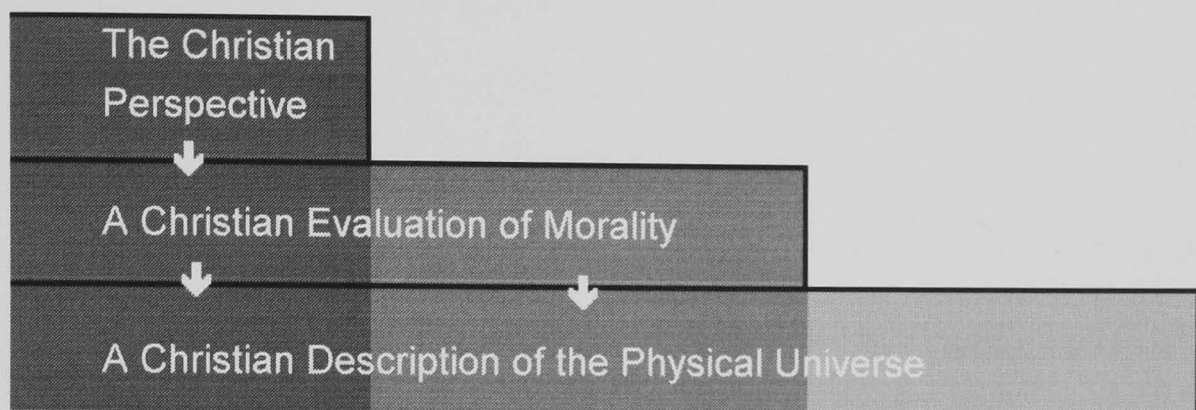 The Christian
Perspective
A Christian Evaluation of Morality
A Christian Description of the Physical Universe